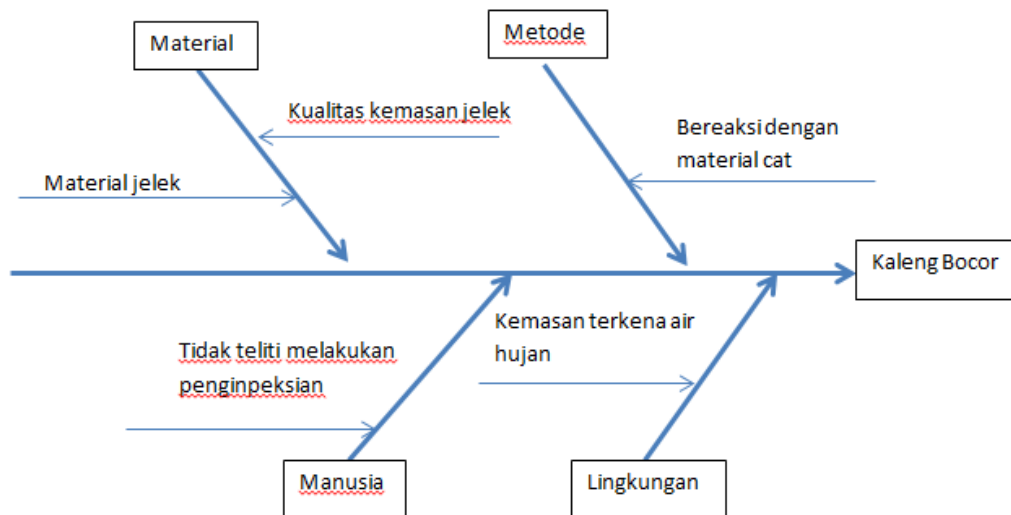 Material
Metode
Kualitas kemasan jelek
Bereaksi dengan
material cat
Material jelek
Kaleng Bocor
Kemasan terkena air
hujan
Tidak teliti melakukan
penginpeksian
Manusia
Lingkungan